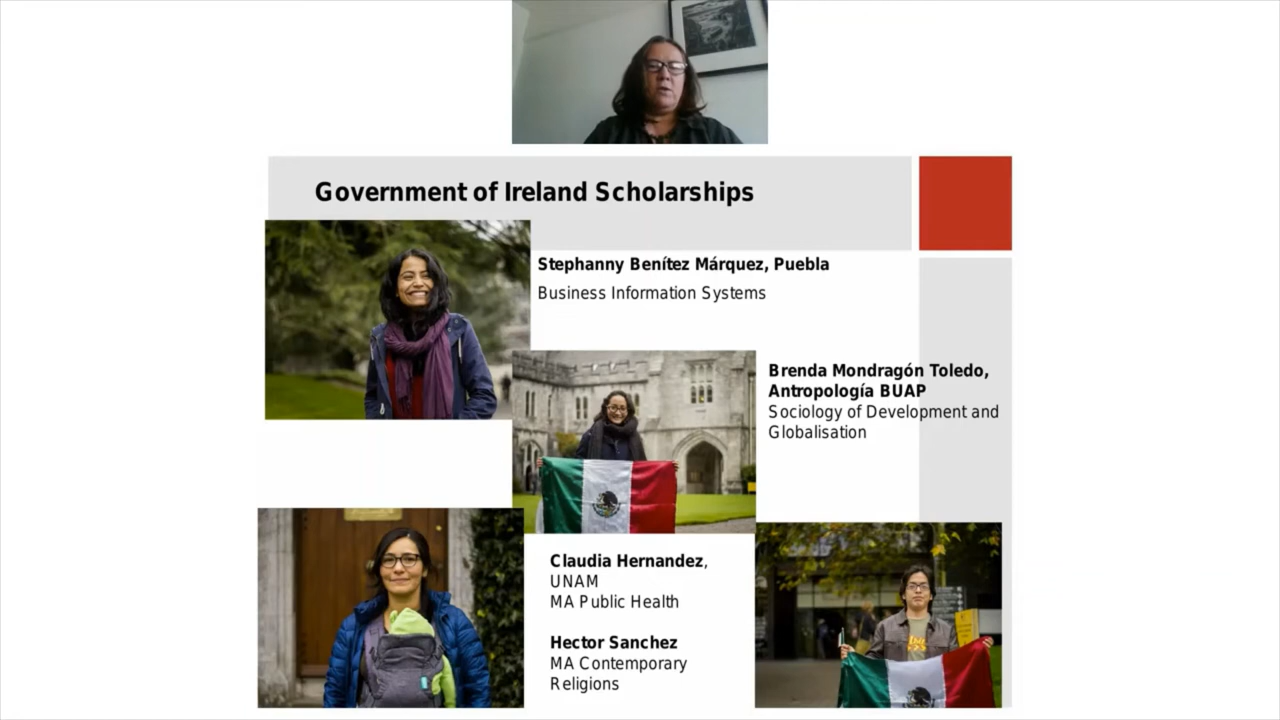 Government of Ireland Scholarships
Stephanny Benítez Márquez, Puebla
Business Information Systems
Brenda Mondragón Toledo,
Antropología BUAP
Sociology of Development and
Globalisation
Claudia Hernandez,
UNAM
MA Public Health
Hector Sanchez
MA Contemporary
Religions